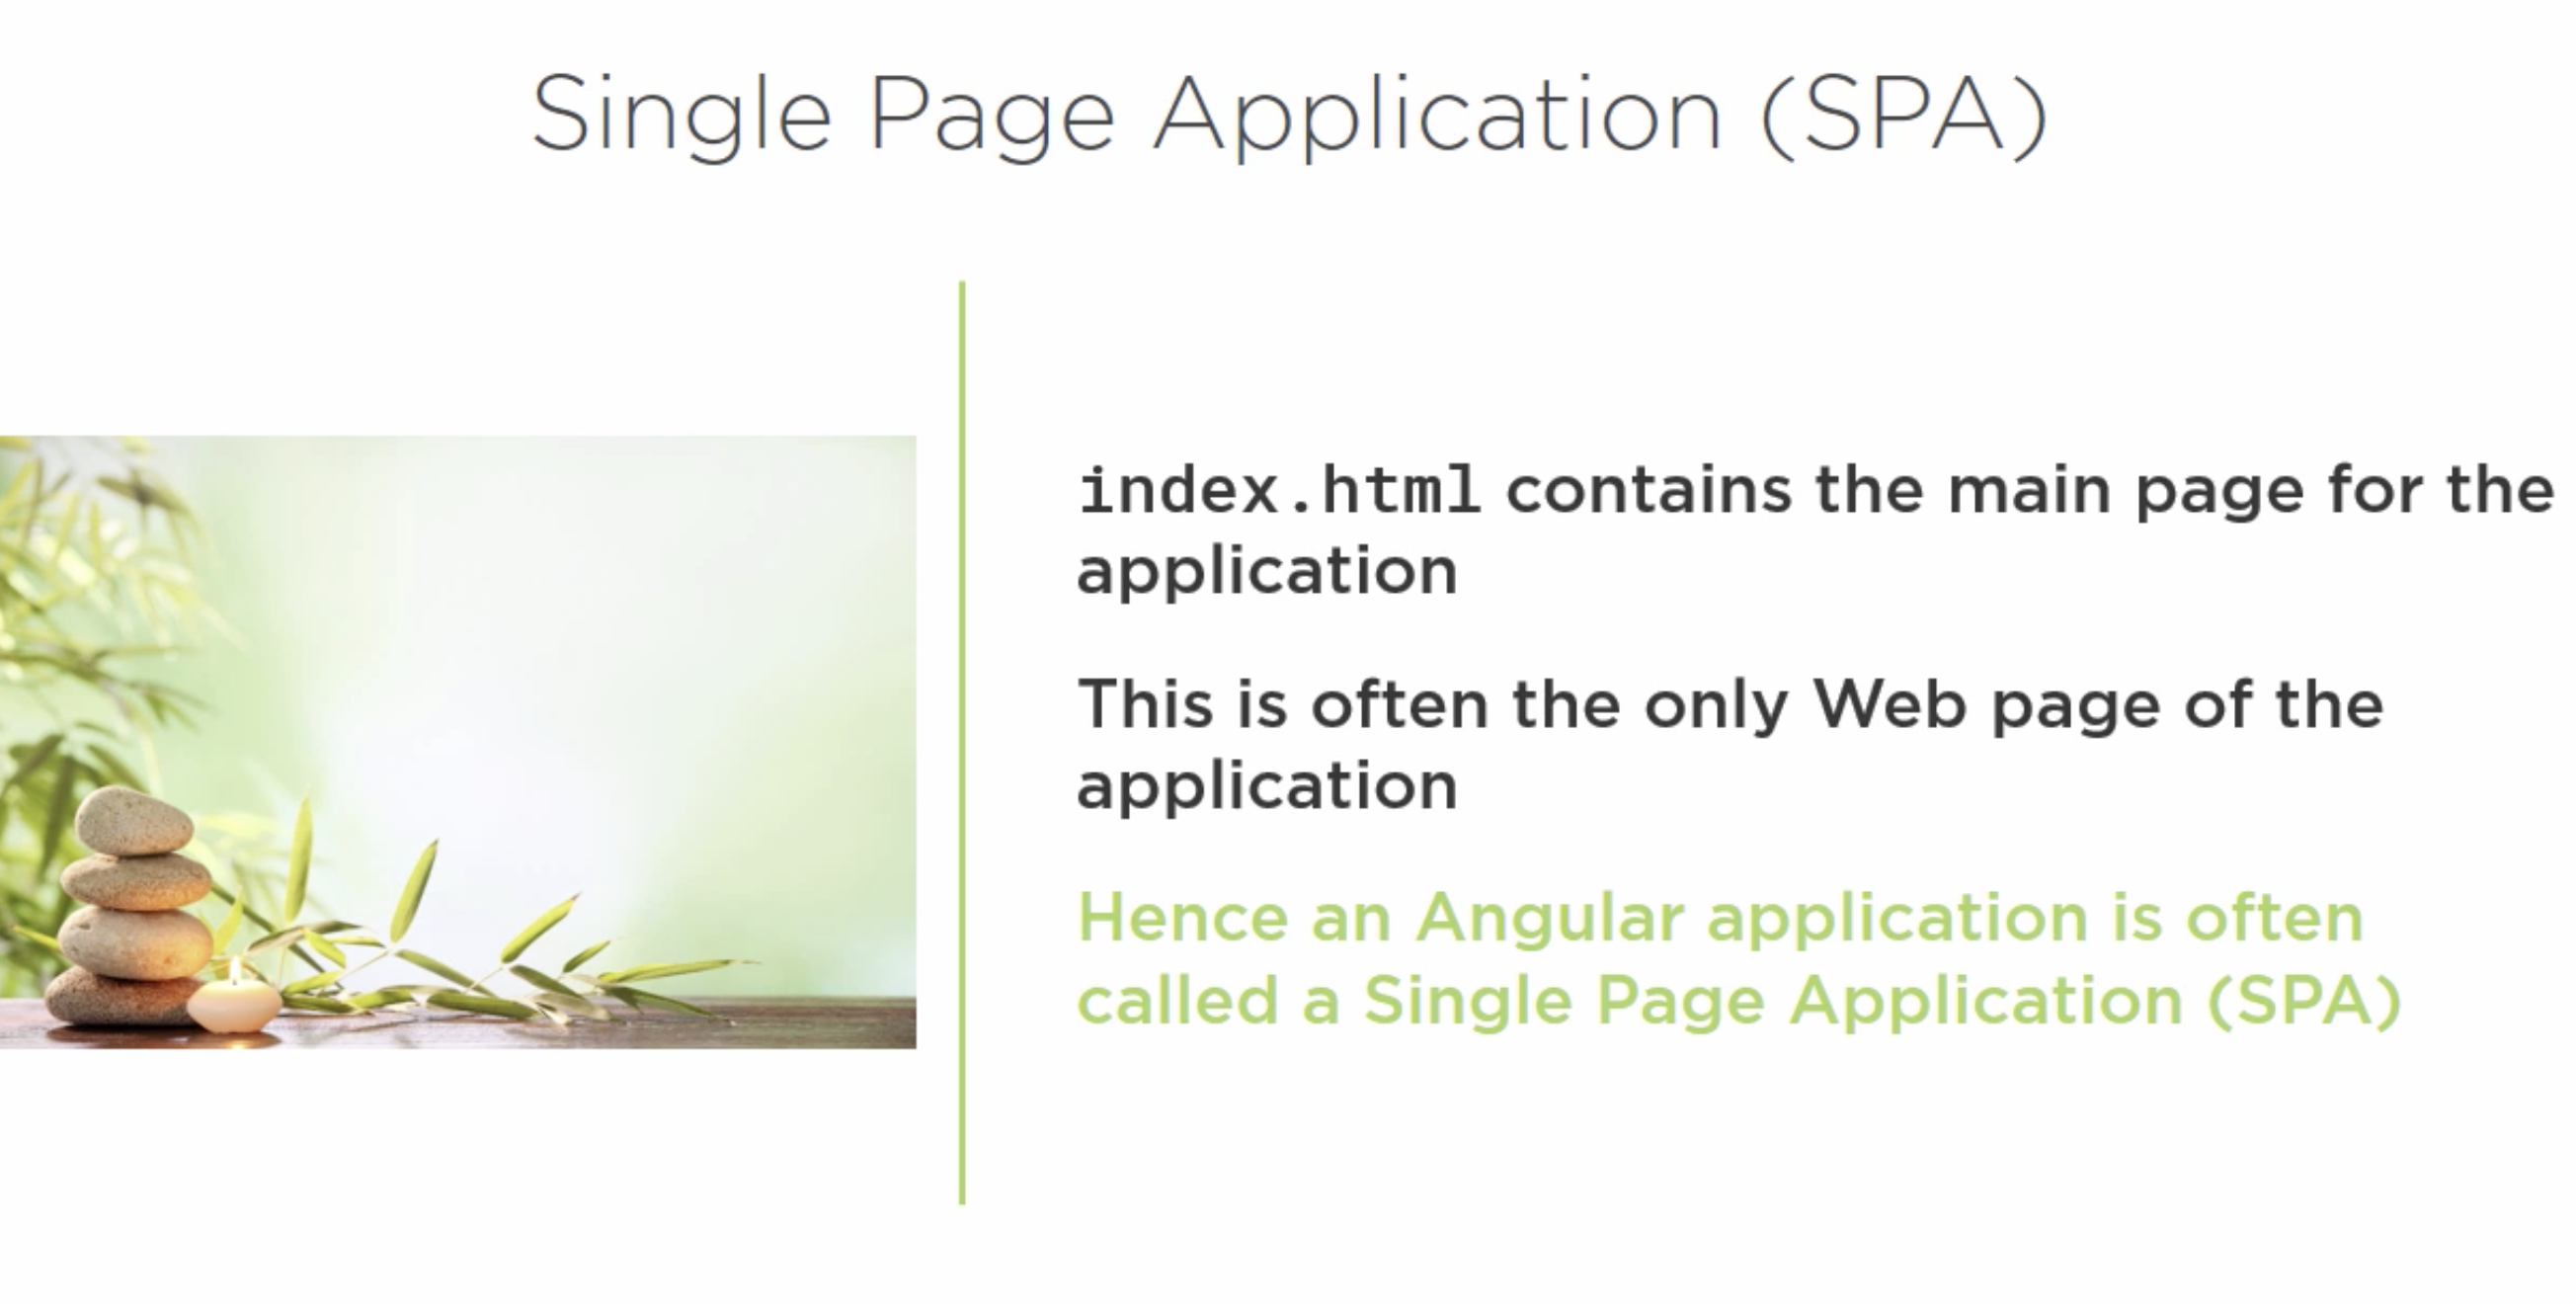 Single Page Application (SPA)
index.html contains the main page for the
application
This is often the only Web page of the
application
Hence an Angular application is often
called a Single Page Application (SPA)